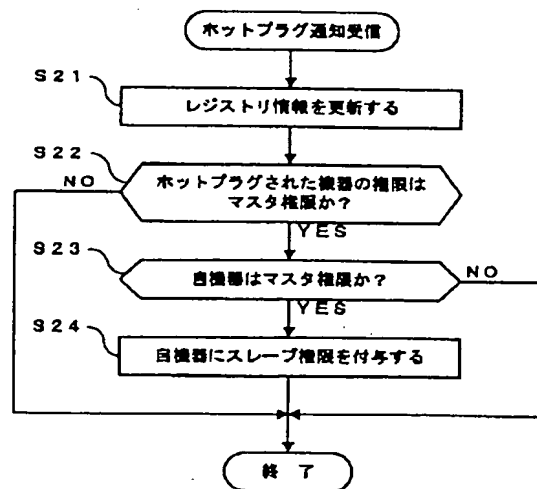 ホットプラグ通知受信
S21
レジストリ情報を更新する
S22
NO
ホットプラグされた機器の権限は
マスタ権限か？
YES
S23
自機器はマスタ権限か？
NO
YES
S24
自機器にスレーブ権限を付与する
終 了